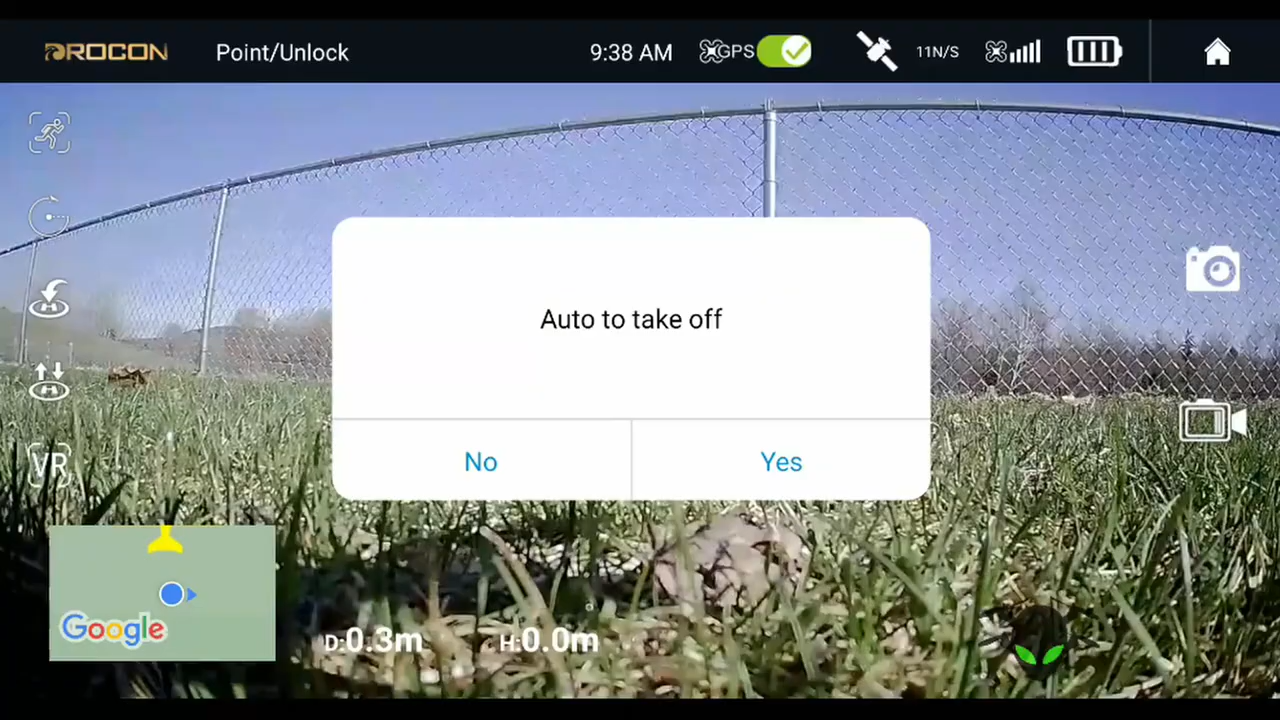 DROCON
Point/Unlock
9:38 AM
GPS
11N/S
Auto to take off
No
Yes
VR
Google
D:0.3m
H:0.0m